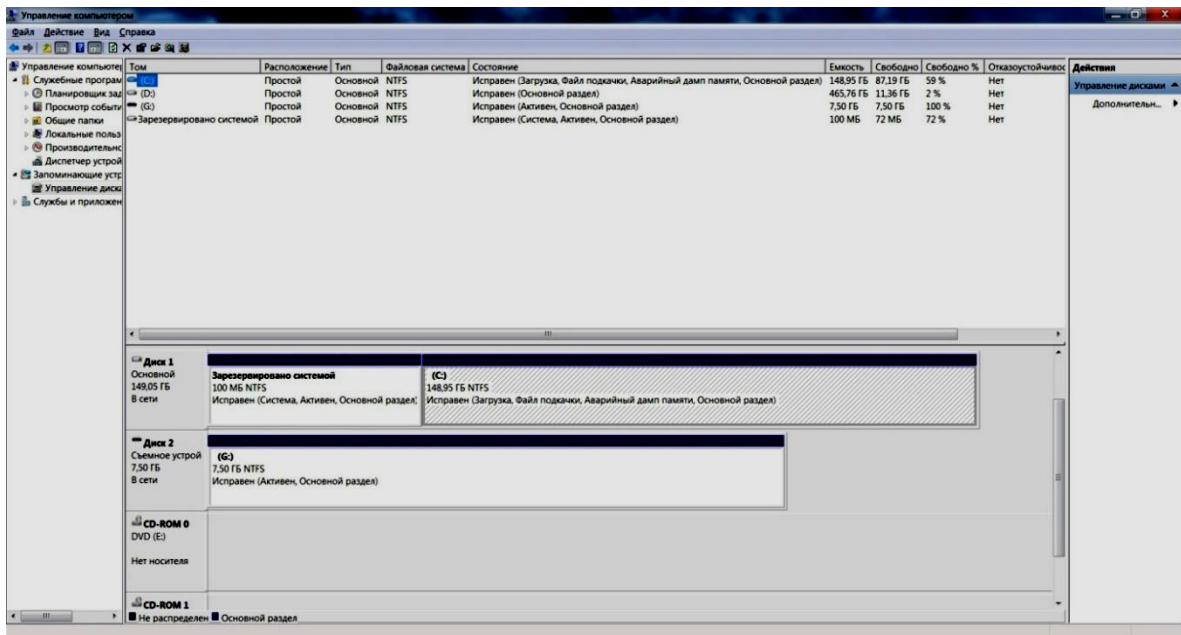 Управление компьютером
Файл Действие Вид Справка
Управление компьютер
Служебные програм
Планировщик зад
Просмотр событи
Общие папки
Локальные польз
Производительнс
Диспетчер устрой
Запоминающие устр
Управление диска
Службы и приложен
Том Расположение Тип Файловая система Состояние Емкость Свободно Свободно % Отказоустойчивос
(C:) Простой Основной NTFS Исправен (Загрузка, Файл подкачки, Аварийный дамп памяти, Основной раздел) 148,95 ГБ 87,19 ГБ 59 % Нет
(D:) Простой Основной NTFS Исправен (Основной раздел) 465,76 ГБ 11,36 ГБ 2 % Нет
(G:) Простой Основной NTFS Исправен (Активен, Основной раздел) 7,50 ГБ 7,50 ГБ 100 % Нет
Зарезервировано системой Простой Основной NTFS Исправен (Система, Активен, Основной раздел) 100 МБ 72 МБ 72 % Нет
Действия
Управление дисками
Дополнительн...
Диск 1
Основной
149,05 ГБ
В сети
Зарезервировано системой
100 МБ NTFS
Исправен (Система, Активен, Основной раздел)
(C:)
148,95 ГБ NTFS
Исправен (Загрузка, Файл подкачки, Аварийный дамп памяти, Основной раздел)
Диск 2
Съемное устрой
7,50 ГБ
В сети
(G:)
7,50 ГБ NTFS
Исправен (Активен, Основной раздел)
CD-ROM 0
DVD (E:)
Нет носителя
CD-ROM 1
Не распределен Основной раздел